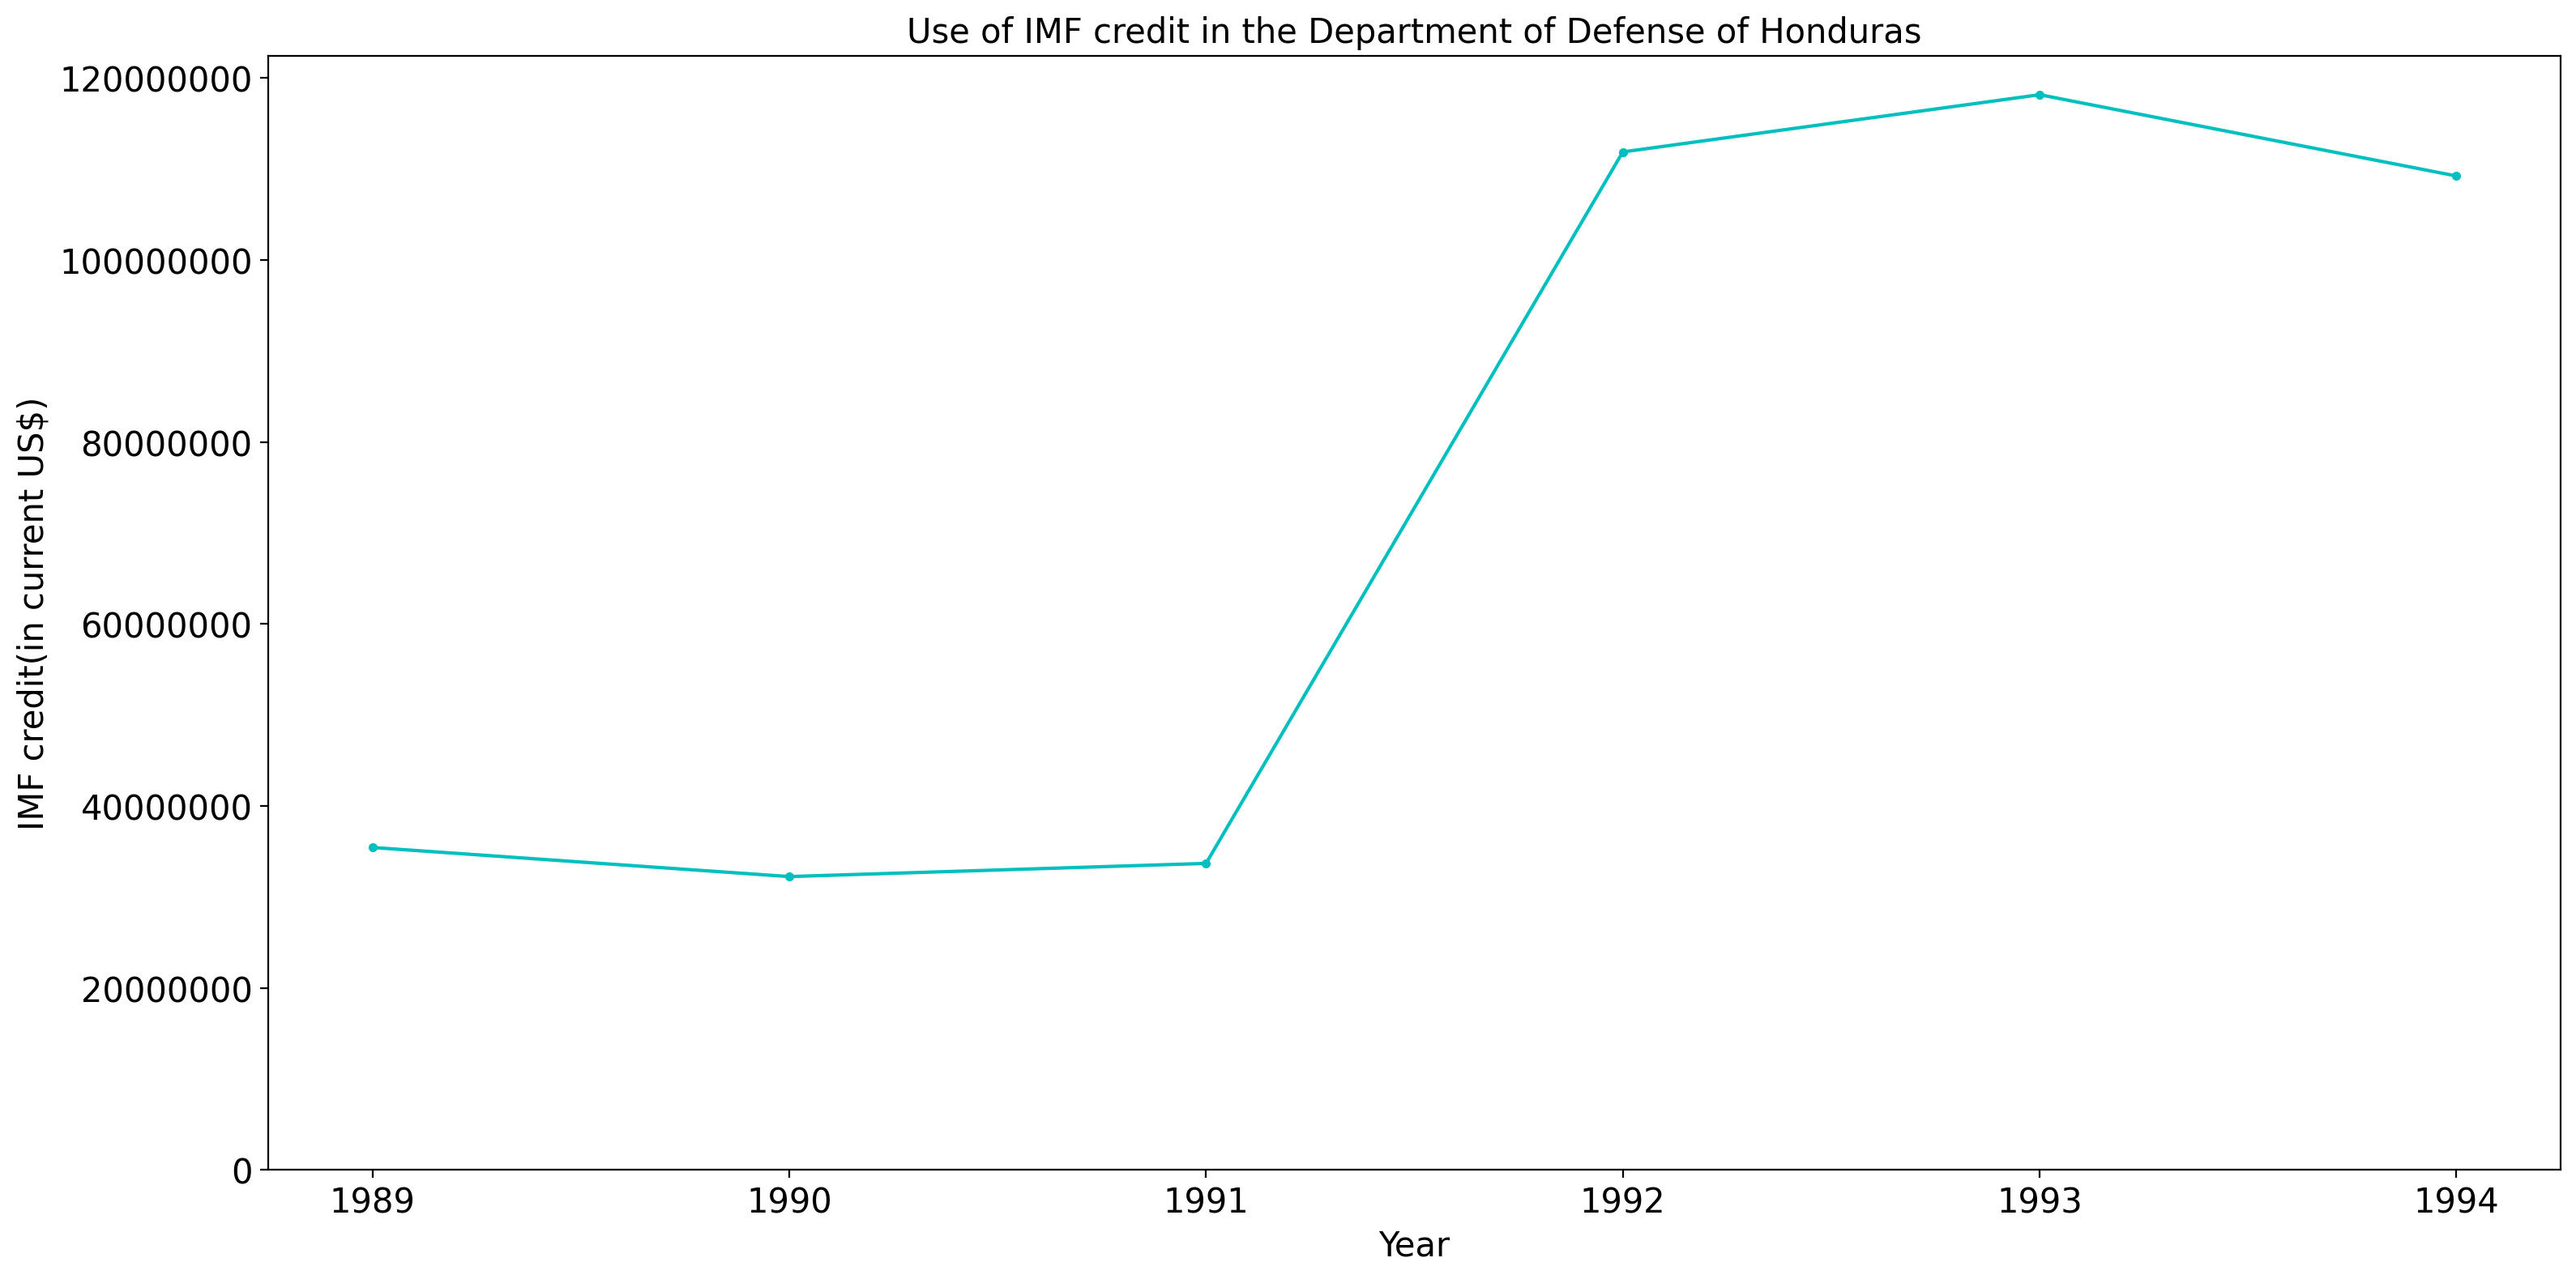 Use of IMF credit in the Department of Defense of Honduras
120000000
100000000
80000000
60000000
40000000
20000000
0
IMF credit(in current US$)
1989 1990 1991 1992 1993 1994
Year